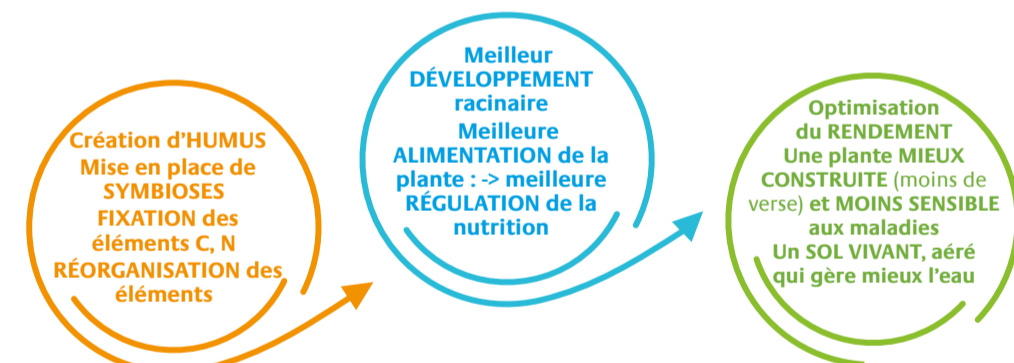 Création d’HUMUS
Mise en place de
SYMBIOSES
FIXATION des
éléments C, N
RÉORGANISATION des
éléments
Meilleur
DÉVELOPPEMENT
racinaire
Meilleure
ALIMENTATION de la
plante : -> meilleure
RÉGULATION de la
nutrition
Optimisation
du RENDEMENT
Une plante MIEUX
CONSTRUITE (moins de
verse) et MOINS SENSIBLE
aux maladies
Un SOL VIVANT, aéré
qui gère mieux l’eau